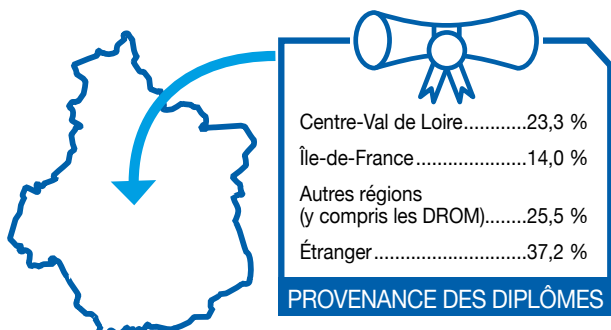 Centre-Val de Loire............23,3 %
Île-de-France....................14,0 %
Autres régions
(y compris les DROM)......25,5 %
Étranger............................37,2 %
PROVENANCE DES DIPLÔMES